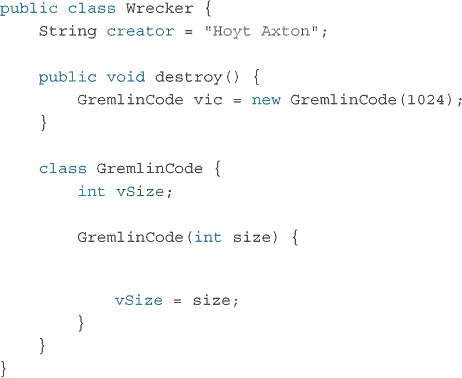 public class Wrecker {
    String creator = "Hoyt Axton";

    public void destroy() {
        GremlinCode vic = new GremlinCode(1024);
    }

    class GremlinCode {
        int vSize;

        GremlinCode(int size) {


            vSize = size;
        }
    }
}